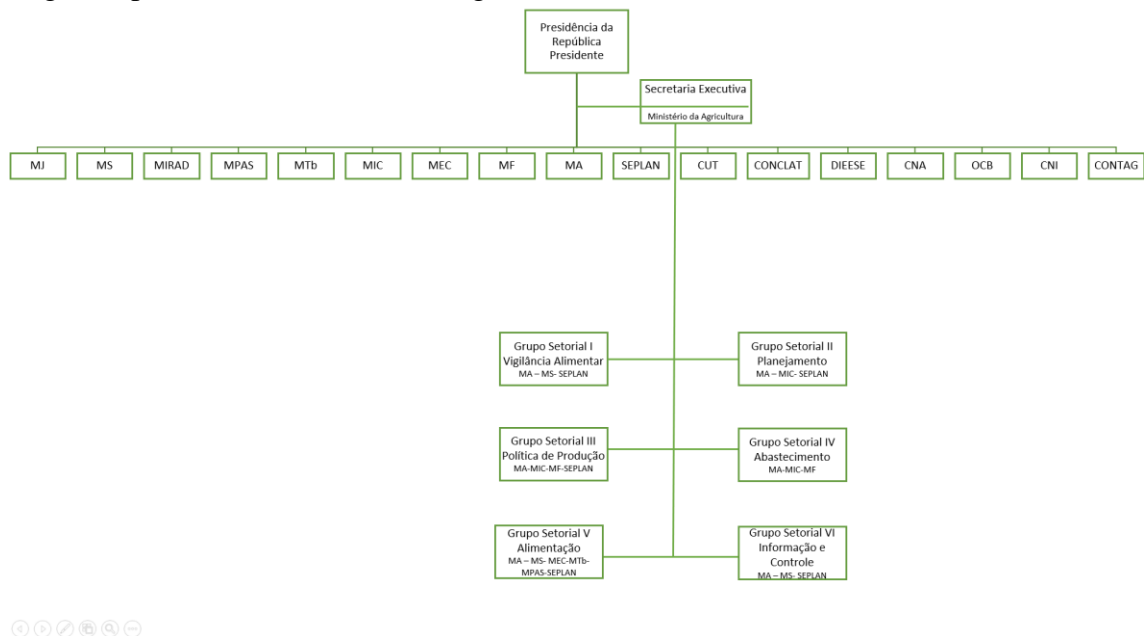 Presidência da
República
Presidente
Secretaria Executiva
Ministério da Agricultura
MJ
MS
MIRAD
MPAS
MTb
MIC
MEC
MF
MA
SEPLAN
CUT
CONCLAT
DIEESE
CNA
OCB
CNI
CONTAG
Grupo Setorial I
Vigilância Alimentar
MA – MS- SEPLAN
Grupo Setorial II
Planejamento
MA – MIC- SEPLAN
Grupo Setorial III
Política de Produção
MA-MIC-MF-SEPLAN
Grupo Setorial IV
Abastecimento
MA-MIC-MF
Grupo Setorial V
Alimentação
MA – MS- MEC-MTb-
MPAS-SEPLAN
Grupo Setorial VI
Informação e
Controle
MA – MS- SEPLAN